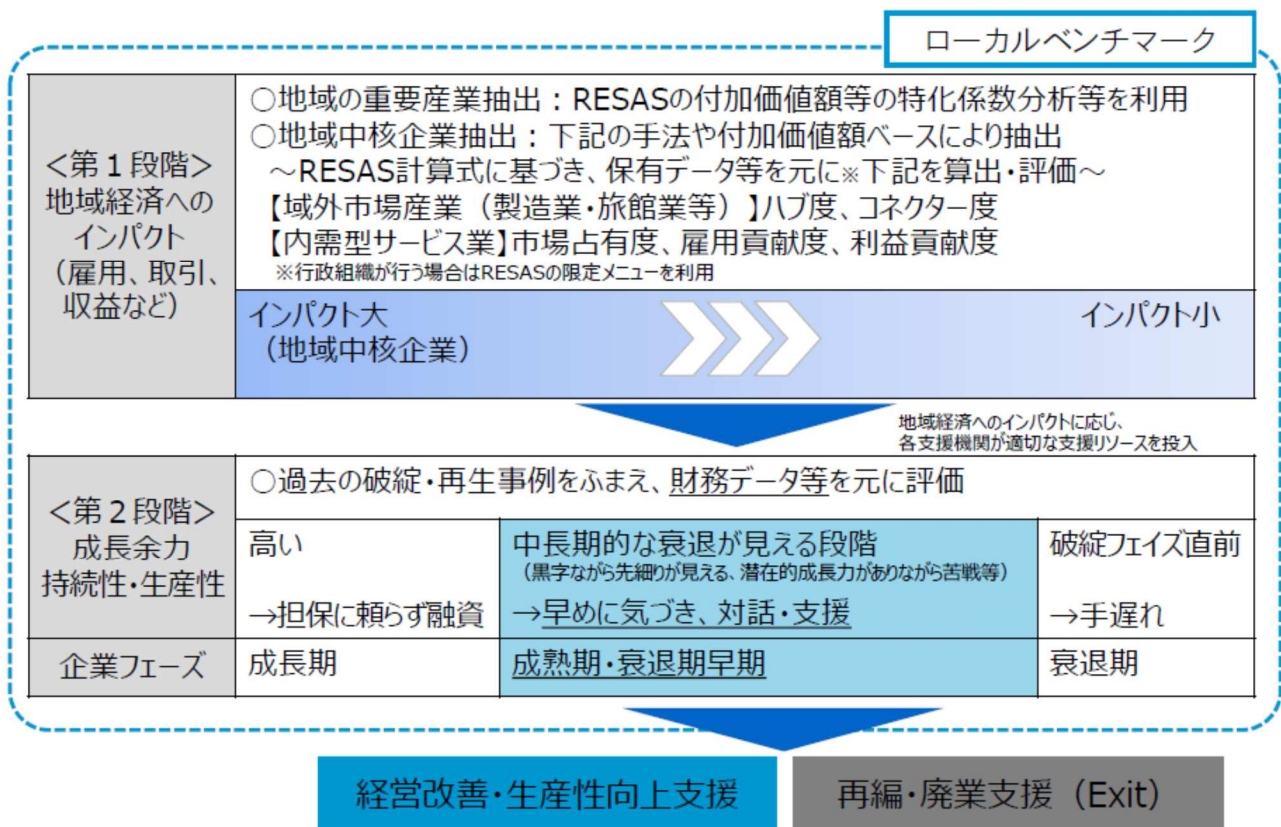 ローカルベンチマーク
＜第１段階＞
地域経済への
インパクト
（雇用、取引、
収益など）
○地域の重要産業抽出：RESASの付加価値額等の特化係数分析等を利用
○地域中核企業抽出：下記の手法や付加価値額ベースにより抽出
～RESAS計算式に基づき、保有データ等を元に※下記を算出・評価～
【域外市場産業（製造業・旅館業等）】ハブ度、コネクター度
【内需型サービス業】市場占有度、雇用貢献度、利益貢献度
※行政組織が行う場合はRESASの限定メニューを利用
インパクト大
（地域中核企業）
インパクト小
地域経済へのインパクトに応じ、
各支援機関が適切な支援リソースを投入
＜第２段階＞
成長余力
持続性・生産性
○過去の破綻・再生事例をふまえ、財務データ等を元に評価
高い
→担保に頼らず融資
中長期的な衰退が見える段階
（黒字ながら先細りが見える、潜在的成長力がありながら苦戦等）
→早めに気づき、対話・支援
破綻フェイズ直前
→手遅れ
企業フェーズ
成長期
成熟期・衰退期早期
衰退期
経営改善・生産性向上支援
再編・廃業支援（Exit）